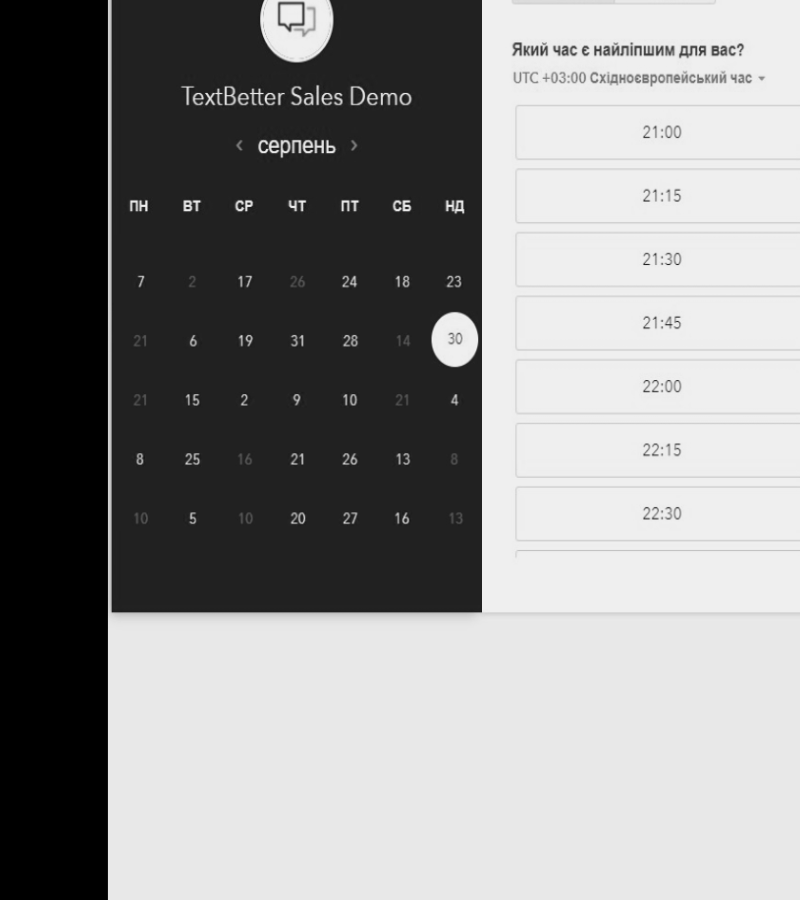 TextBetter Sales Demo
‹ серпень ›
ПН ВТ СР ЧТ ПТ СБ НД
7 2 17 26 24 18 23
21 6 19 31 28 14 30
21 15 2 9 10 21 4
8 25 16 21 26 13 8
10 5 10 20 27 16 13
Який час є найліпшим для вас?
UTC +03:00 Східноєвропейський час
21:00
21:15
21:30
21:45
22:00
22:15
22:30